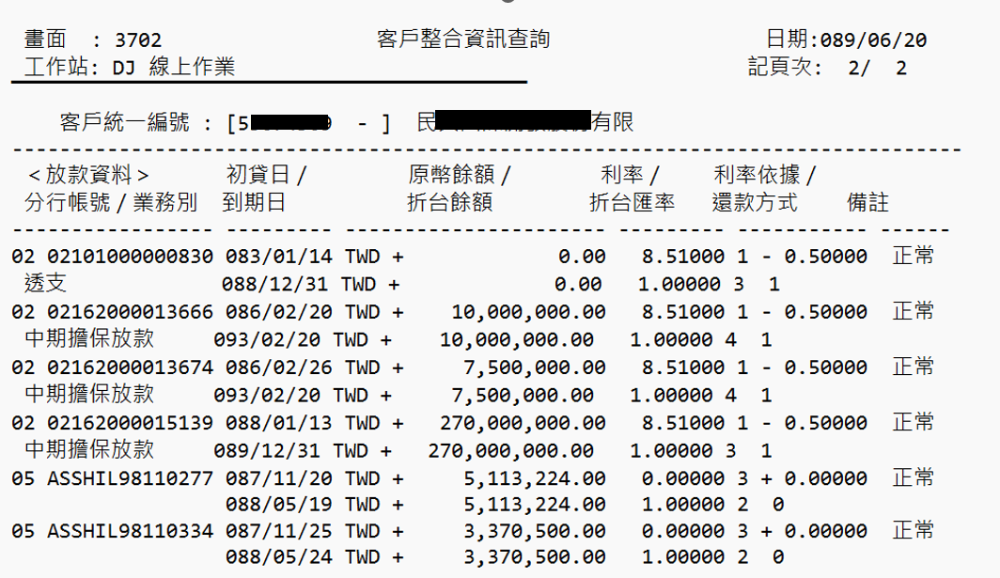 畫面 : 3702 客戶整合資訊查詢 日期:089/06/20
工作站: DJ 線上作業 記頁次: 2/ 2
客戶統一編號 : [5 9 - ] 民 有限
--------------------------------------------------------------------------------
<放款資料> 初貸日/ 原幣餘額/ 利率/ 利率依據/
分行帳號/業務別 到期日 折台餘額 折台匯率 還款方式 備註
----------------- --------- ---------------------- --------- ----------- ------
02 02101000000830 083/01/14 TWD + 0.00 8.51000 1 - 0.50000 正常
透支 088/12/31 TWD + 0.00 1.00000 3 1
02 02162000013666 086/02/20 TWD + 10,000,000.00 8.51000 1 - 0.50000 正常
中期擔保放款 093/02/20 TWD + 10,000,000.00 1.00000 4 1
02 02162000013674 086/02/26 TWD + 7,500,000.00 8.51000 1 - 0.50000 正常
中期擔保放款 093/02/20 TWD + 7,500,000.00 1.00000 4 1
02 02162000015139 088/01/13 TWD + 270,000,000.00 8.51000 1 - 0.50000 正常
中期擔保放款 089/12/31 TWD + 270,000,000.00 1.00000 3 1
05 ASSHIL98110277 087/11/20 TWD + 5,113,224.00 0.00000 3 + 0.00000 正常
088/05/19 TWD + 5,113,224.00 1.00000 2 0
05 ASSHIL98110334 087/11/25 TWD + 3,370,500.00 0.00000 3 + 0.00000 正常
088/05/24 TWD + 3,370,500.00 1.00000 2 0